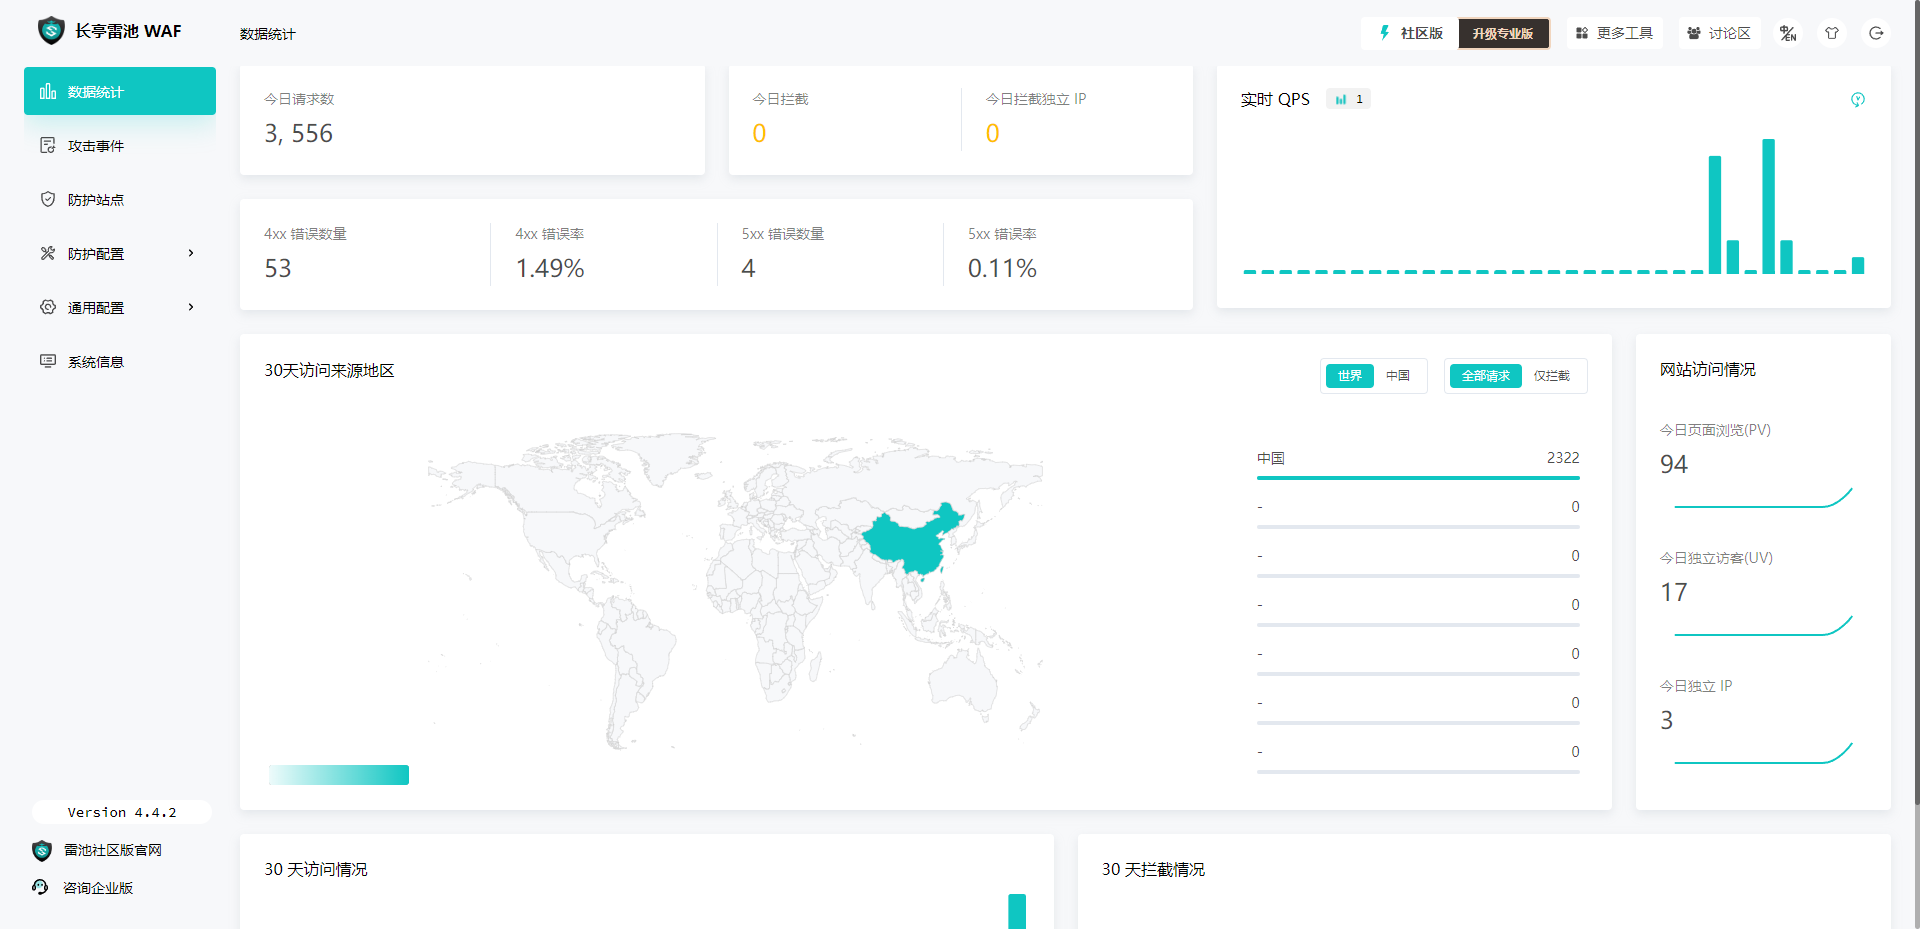 长亭雷池 WAF
数据统计
社区版
升级专业版
更多工具
讨论区
中/EN
数据统计
攻击事件
防护站点
防护配置
通用配置
系统信息
Version 4.4.2
雷池社区版官网
咨询企业版
今日请求数
3, 556
今日拦截
0
今日拦截独立 IP
0
实时 QPS
1
4xx 错误数量
53
4xx 错误率
1.49%
5xx 错误数量
4
5xx 错误率
0.11%
30天访问来源地区
世界 中国
全部请求 仅拦截
中国 2322
- 0
- 0
- 0
- 0
- 0
- 0
网站访问情况
今日页面浏览(PV)
94
今日独立访客(UV)
17
今日独立 IP
3
30 天访问情况
30 天拦截情况